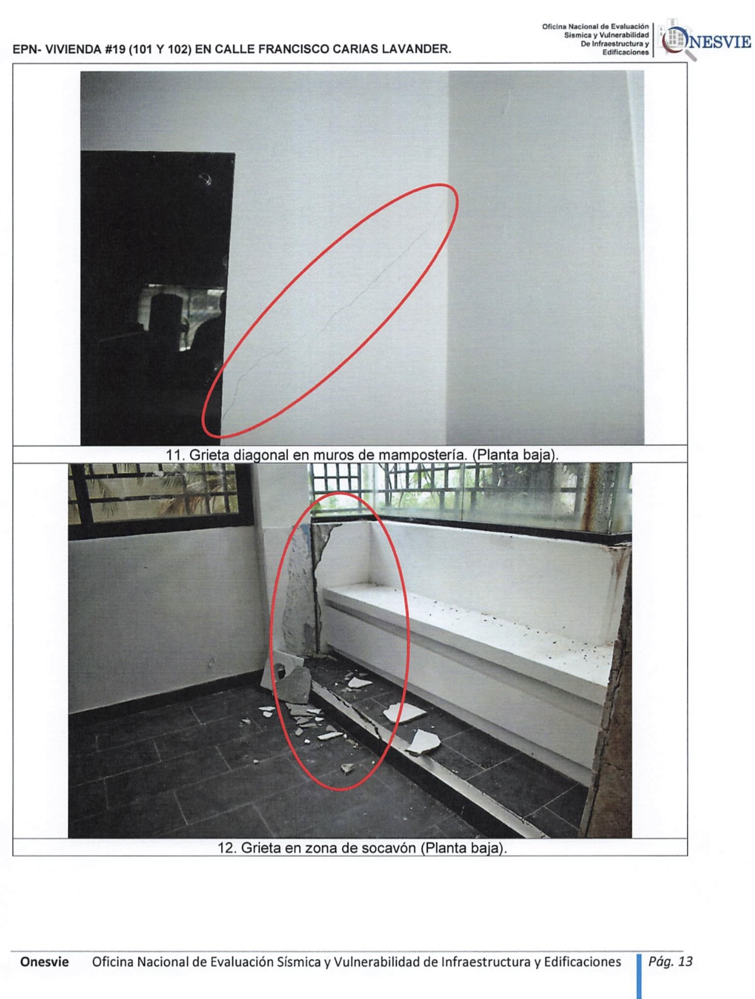 Oficina Nacional de Evaluación
Sismica y Vulnerabilidad
De Infraestructura y
Edificaciones
ONESVIE
EPN- VIVIENDA #19 (101 Y 102) EN CALLE FRANCISCO CARIAS LAVANDER.
11. Grieta diagonal en muros de mampostería. (Planta baja).
12. Grieta en zona de socavón (Planta baja).
Onesvie Oficina Nacional de Evaluación Sísmica y Vulnerabilidad de Infraestructura y Edificaciones Pág. 13